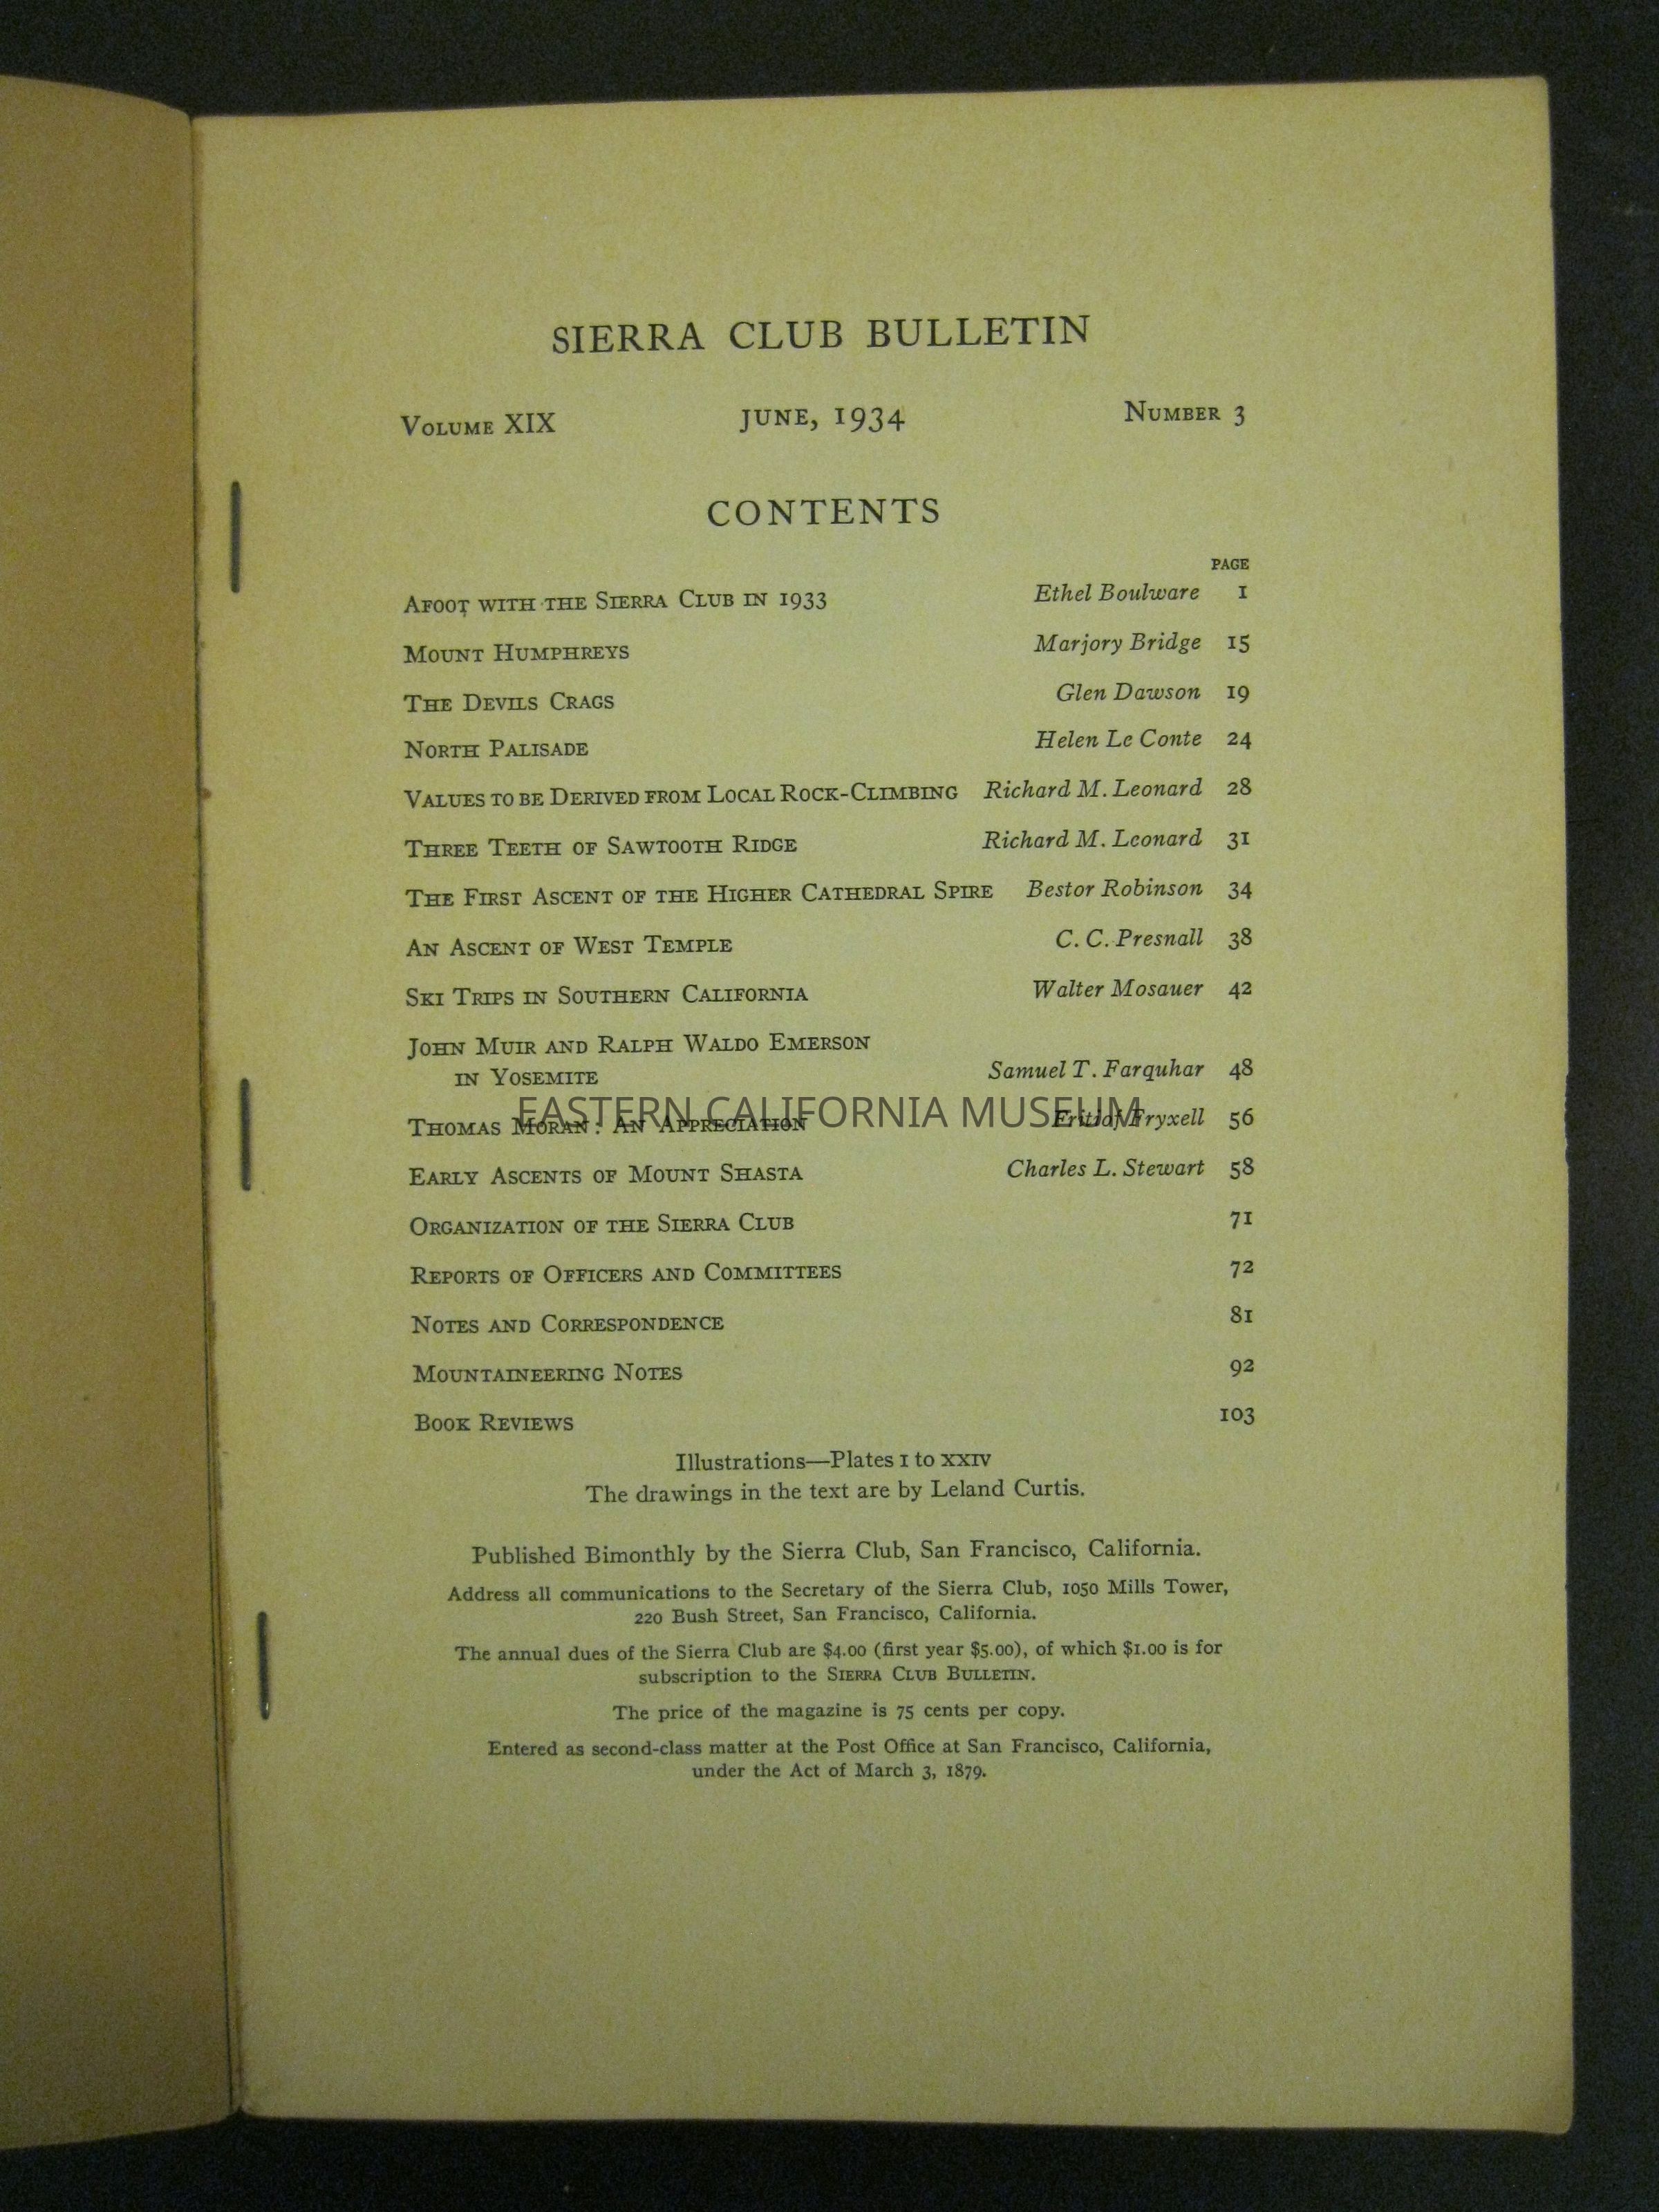 SIERRA CLUB BULLETIN
VOLUME XIX JUNE, 1934 NUMBER 3
CONTENTS
PAGE
AFOOT WITH THE SIERRA CLUB IN 1933 Ethel Boulware 1
MOUNT HUMPHREYS Marjory Bridge 15
THE DEVILS CRAGS Glen Dawson 19
NORTH PALISADE Helen Le Conte 24
VALUES TO BE DERIVED FROM LOCAL ROCK-CLIMBING Richard M. Leonard 28
THREE TEETH OF SAWTOOTH RIDGE Richard M. Leonard 31
THE FIRST ASCENT OF THE HIGHER CATHEDRAL SPIRE Bestor Robinson 34
AN ASCENT OF WEST TEMPLE C. C. Presnall 38
SKI TRIPS IN SOUTHERN CALIFORNIA Walter Mosauer 42
JOHN MUIR AND RALPH WALDO EMERSON
IN YOSEMITE Samuel T. Farquhar 48
EASTERN CALIFORNIA MUSEUM
THOMAS MORAN: AN APPRECIATION Fritiof Fryxell 56
EARLY ASCENTS OF MOUNT SHASTA Charles L. Stewart 58
ORGANIZATION OF THE SIERRA CLUB 71
REPORTS OF OFFICERS AND COMMITTEES 72
NOTES AND CORRESPONDENCE 81
MOUNTAINEERING NOTES 92
BOOK REVIEWS 103
Illustrations—Plates I to XXIV
The drawings in the text are by Leland Curtis.
Published Bimonthly by the Sierra Club, San Francisco, California.
Address all communications to the Secretary of the Sierra Club, 1050 Mills Tower,
220 Bush Street, San Francisco, California.
The annual dues of the Sierra Club are $4.00 (first year $5.00), of which $1.00 is for
subscription to the SIERRA CLUB BULLETIN.
The price of the magazine is 75 cents per copy.
Entered as second-class matter at the Post Office at San Francisco, California,
under the Act of March 3, 1879.